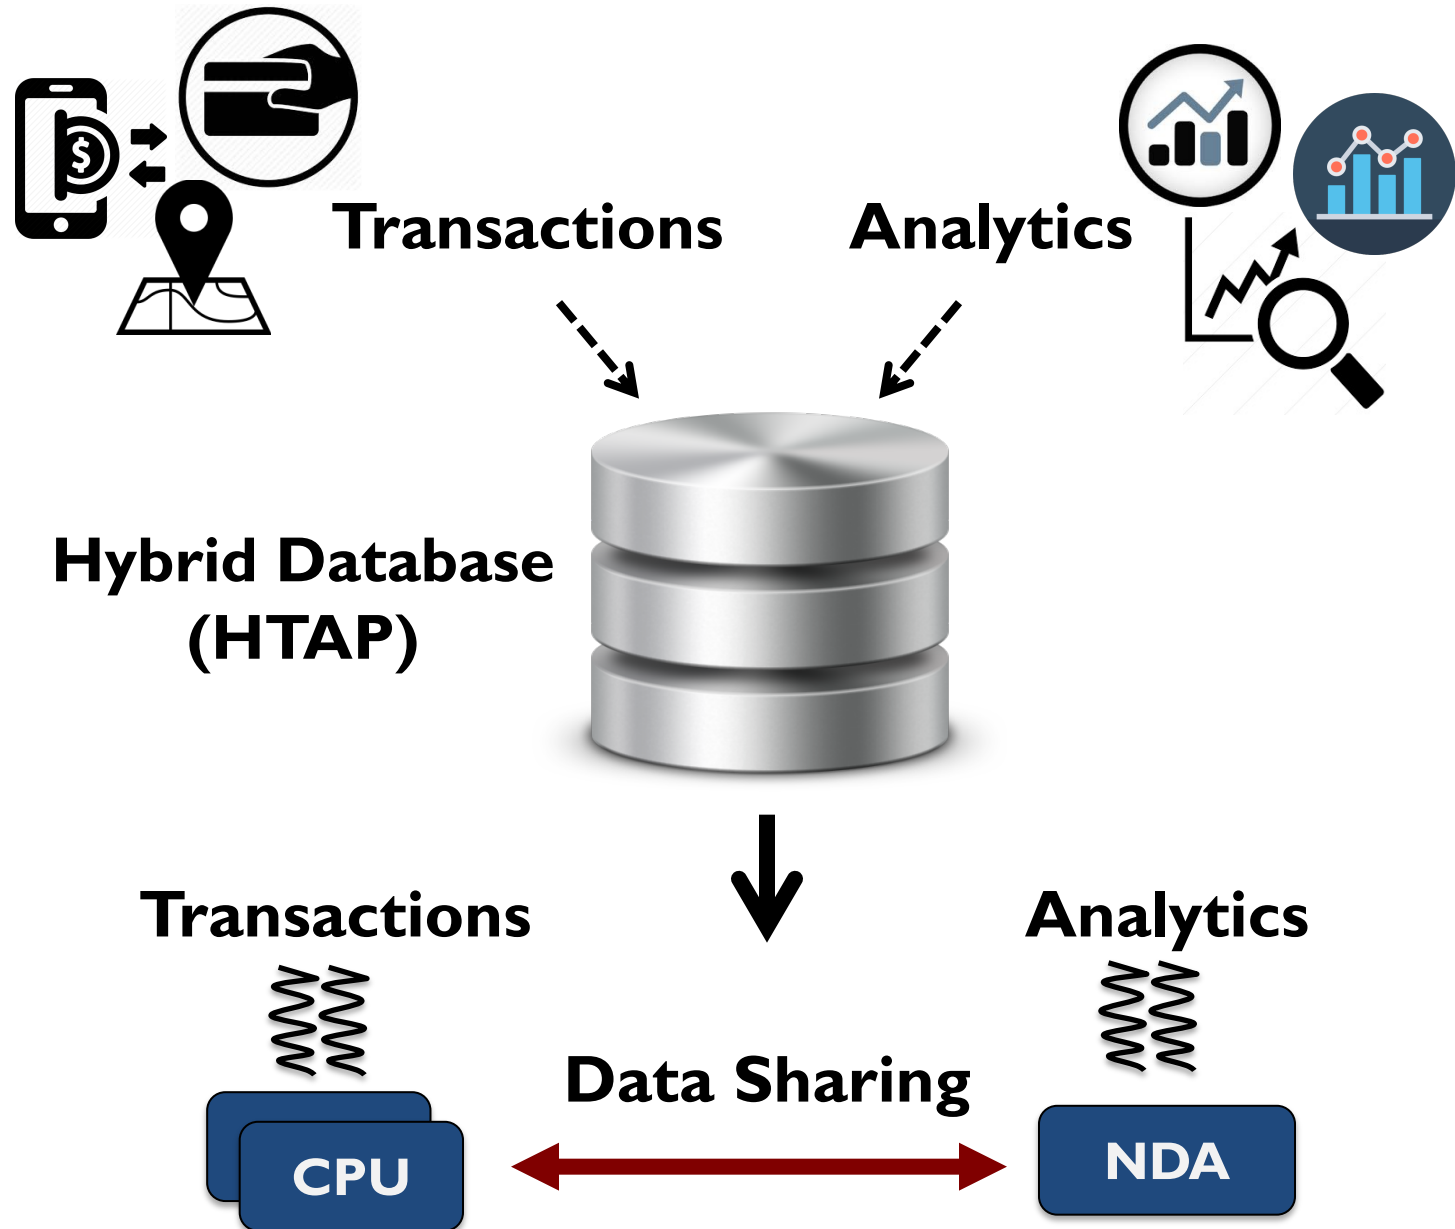 $
Transactions
Analytics
Hybrid Database
(HTAP)
Transactions
Analytics
Data Sharing
CPU
NDA